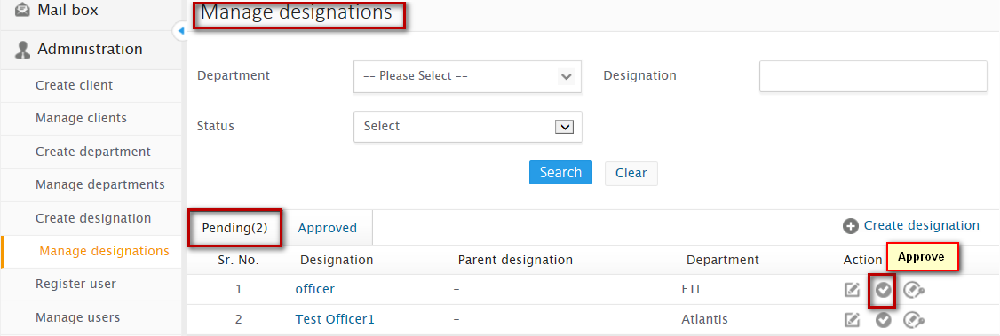 Mail box
Administration
Create client
Manage clients
Create department
Manage departments
Create designation
Manage designations
Register user
Manage users
Manage designations
Department
-- Please Select --
Designation
Status
Select
Search
Clear
Pending(2)
Approved
Create designation
Sr. No. Designation Parent designation Department Action
Approve
1 officer - ETL
2 Test Officer1 - Atlantis